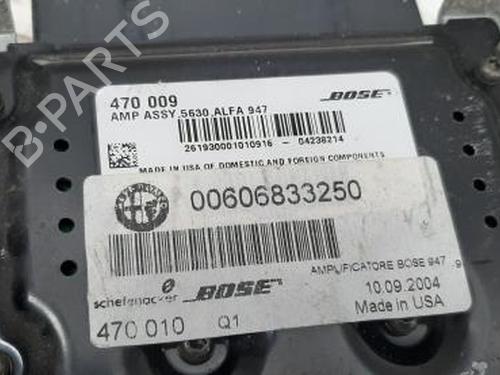 470 009
BOSE
AMP ASSY,5630,ALFA 947
261930001010916 - 04238214
MADE IN USA OF DOMESTIC AND FOREIGN COMPONENTS
00606833250
AMPLIFICATORE BOSE 947 .9
schefenacker BOSE
10.09.2004
Made in USA
470 010 Q1